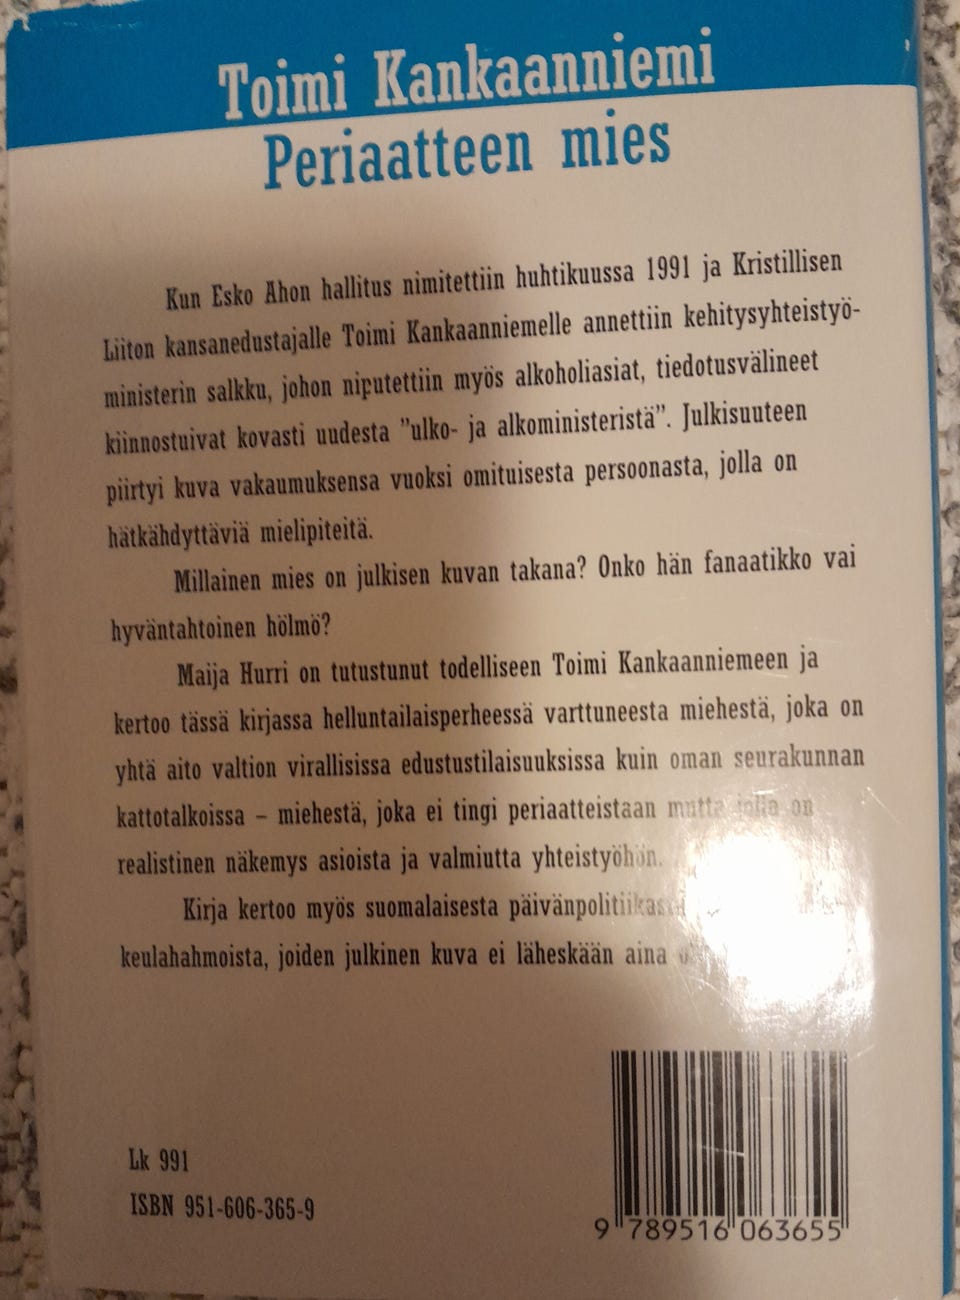 Toimi Kankaanniemi
Periaatteen mies
Kun Esko Ahon hallitus nimitettiin huhtikuussa 1991 ja Kristillisen
Liiton kansanedustajalle Toimi Kankaanniemelle annettiin kehitysyhteistyö-
ministerin salkku, johon niputettiin myös alkoholiasiat, tiedotusvälineet
kiinnostuivat kovasti uudesta ”ulko- ja alkoministeristä”. Julkisuuteen
piirtyi kuva vakaumuksensa vuoksi omituisesta persoonasta, jolla on
hätkähdyttäviä mielipiteitä.
Millainen mies on julkisen kuvan takana? Onko hän fanaatikko vai
hyväntahtoinen hölmö?
Maija Hurri on tutustunut todelliseen Toimi Kankaanniemeen ja
kertoo tässä kirjassa helluntailaisperheessä varttuneesta miehestä, joka on
yhtä aito valtion virallisissa edustustilaisuuksissa kuin oman seurakunnan
kattotalkoissa – miehestä, joka ei tingi periaatteistaan mutta jolla on
realistinen näkemys asioista ja valmiutta yhteistyöhön.
Kirja kertoo myös suomalaisesta
keulahahmoista, joiden julkinen kuva ei läheskään aina
Lk 991
ISBN 951-606-365-9
9 789516 063655